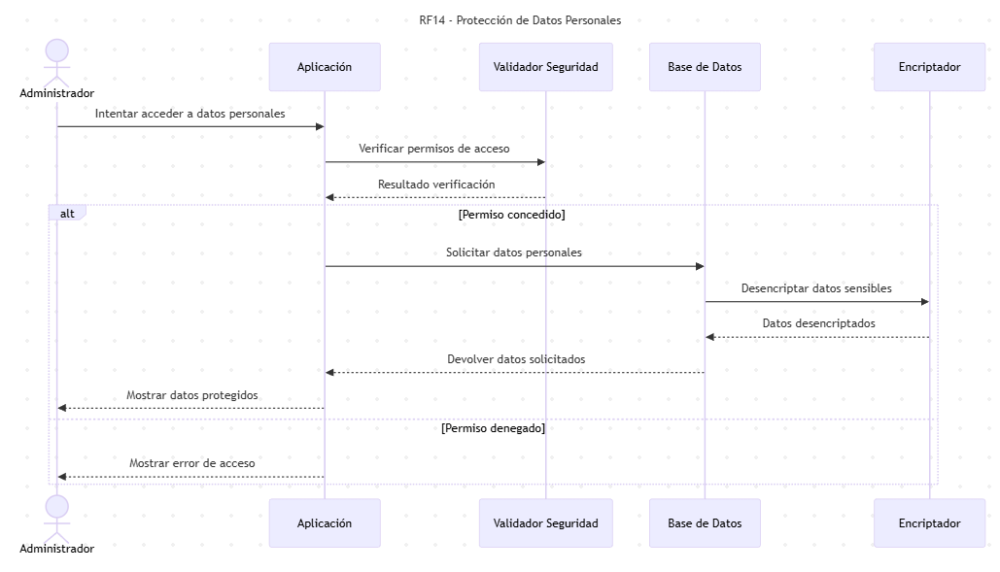 RF14 - Protección de Datos Personales
Administrador
Aplicación
Validador Seguridad
Base de Datos
Encriptador
Intentar acceder a datos personales
Verificar permisos de acceso
Resultado verificación
alt
[Permiso concedido]
Solicitar datos personales
Desencriptar datos sensibles
Datos desencriptados
Devolver datos solicitados
Mostrar datos protegidos
[Permiso denegado]
Mostrar error de acceso
Administrador
Aplicación
Validador Seguridad
Base de Datos
Encriptador